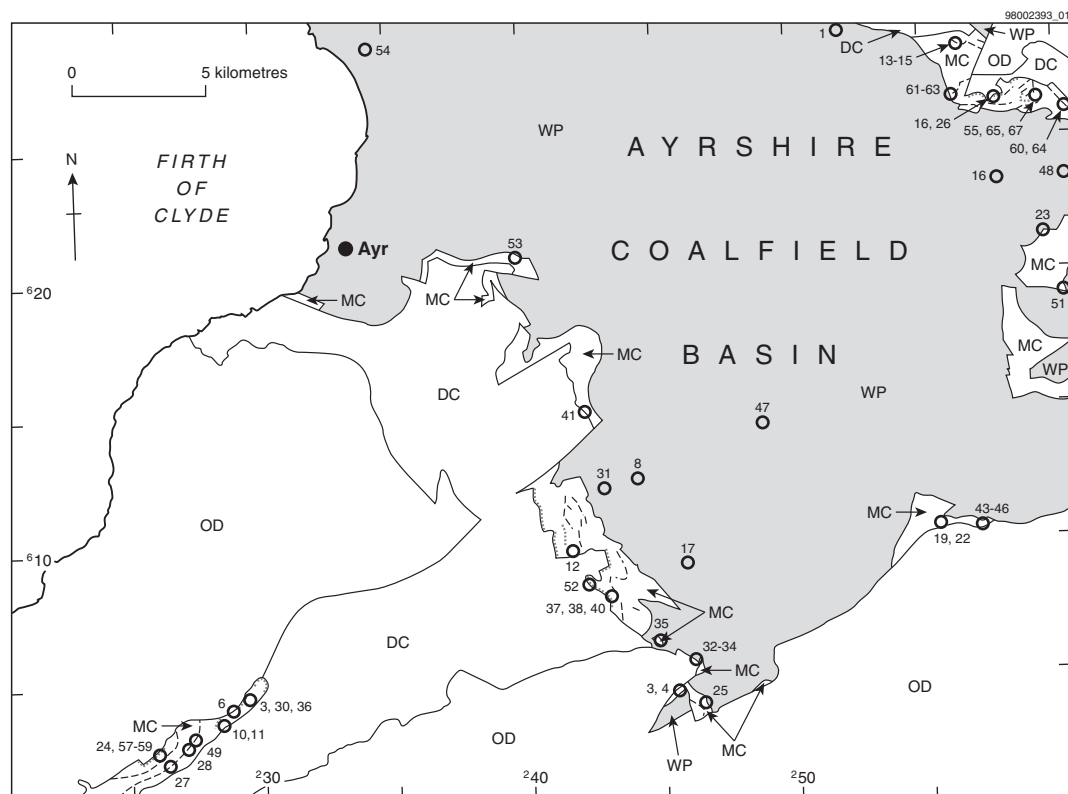 98002393_01
54
1
DC
WP
13-15
MC
OD
DC
0 5 kilometres
61-63
16, 26
55, 65, 67
60, 64
WP
AYRSHIRE
N
FIRTH
OF
CLYDE
16
48
23
Ayr
53
COALFIELD
MC
51
620
MC
MC
MC
BASIN
MC
WP
DC
WP
41
47
8
31
OD
MC
43-46
19, 22
610
12
17
52
37, 38, 40
MC
35
32-34
DC
MC
OD
3, 4
25
6
3, 30, 36
MC
10,11
24, 57-59
49
28
27
OD
WP
MC
230
240
250